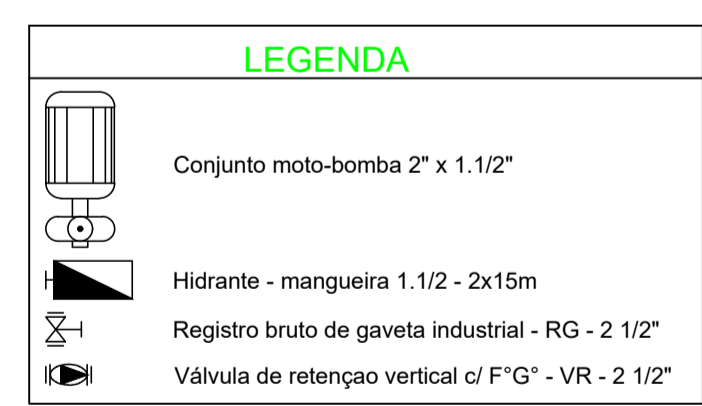 LEGENDA
Conjunto moto-bomba 2" x 1.1/2"
Hidrante - mangueira 1.1/2 - 2x15m
Registro bruto de gaveta industrial - RG - 2 1/2"
Válvula de retençao vertical c/ F°G° - VR - 2 1/2"